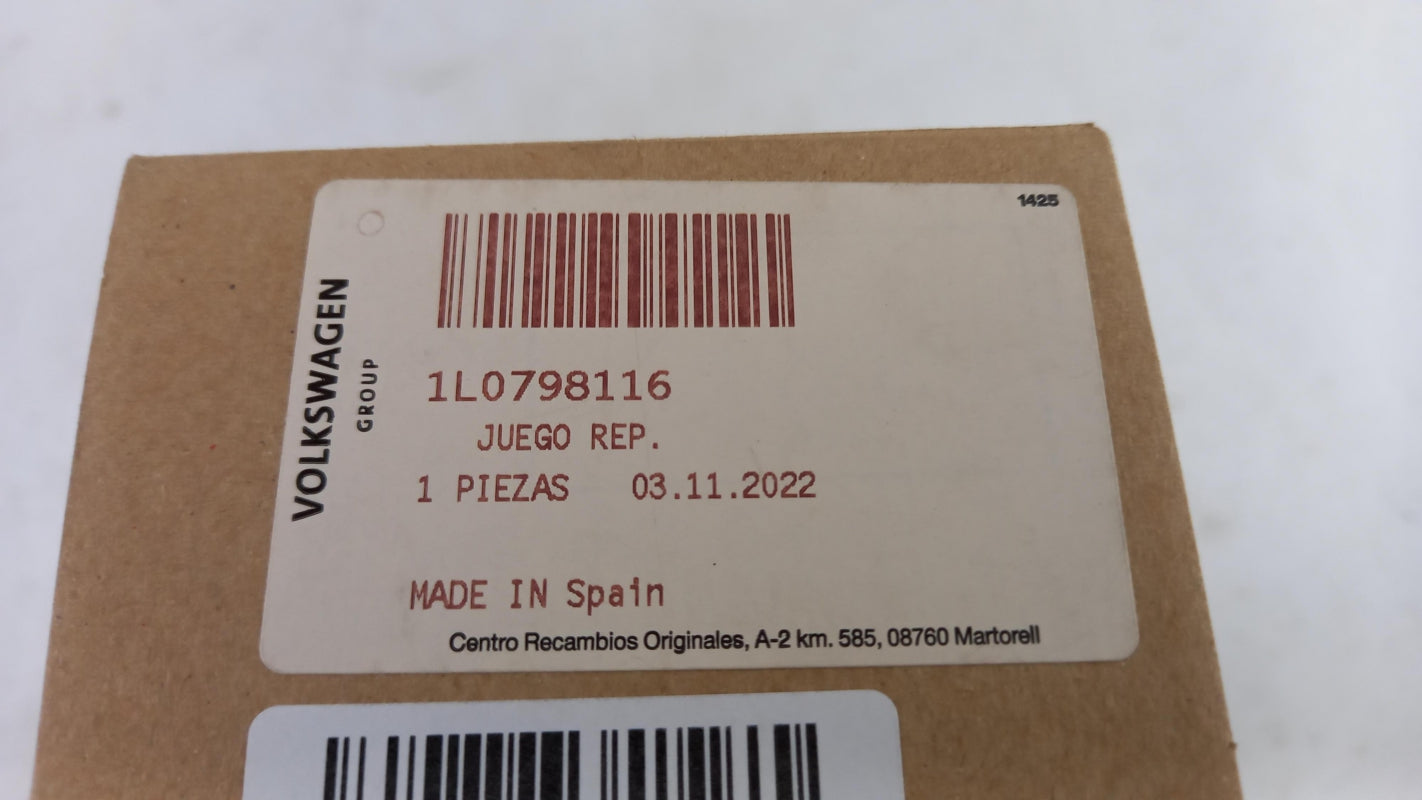 1425
VOLKSWAGEN
GROUP
1L0798116
JUEGO REP.
1 PIEZAS 03.11.2022
MADE IN Spain
Centro Recambios Originales, A-2 km. 585, 08760 Martorell